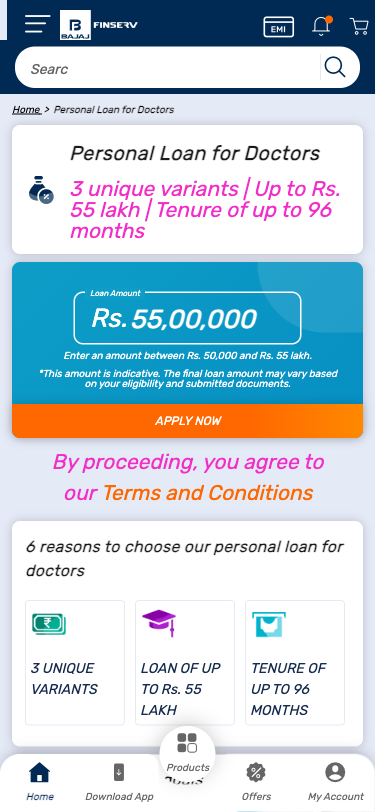 BAJAJ FINSERV
EMI
Searc
Home > Personal Loan for Doctors
Personal Loan for Doctors
3 unique variants | Up to Rs.
55 lakh | Tenure of up to 96
months
Loan Amount
Rs. 55,00,000
Enter an amount between Rs. 50,000 and Rs. 55 lakh.
*This amount is indicative. The final loan amount may vary based
on your eligibility and submitted documents.
APPLY NOW
By proceeding, you agree to
our Terms and Conditions
6 reasons to choose our personal loan for
doctors
3 UNIQUE
VARIANTS
LOAN OF UP
TO Rs. 55
LAKH
TENURE OF
UP TO 96
MONTHS
Products
Home
Download App
Offers
My Account